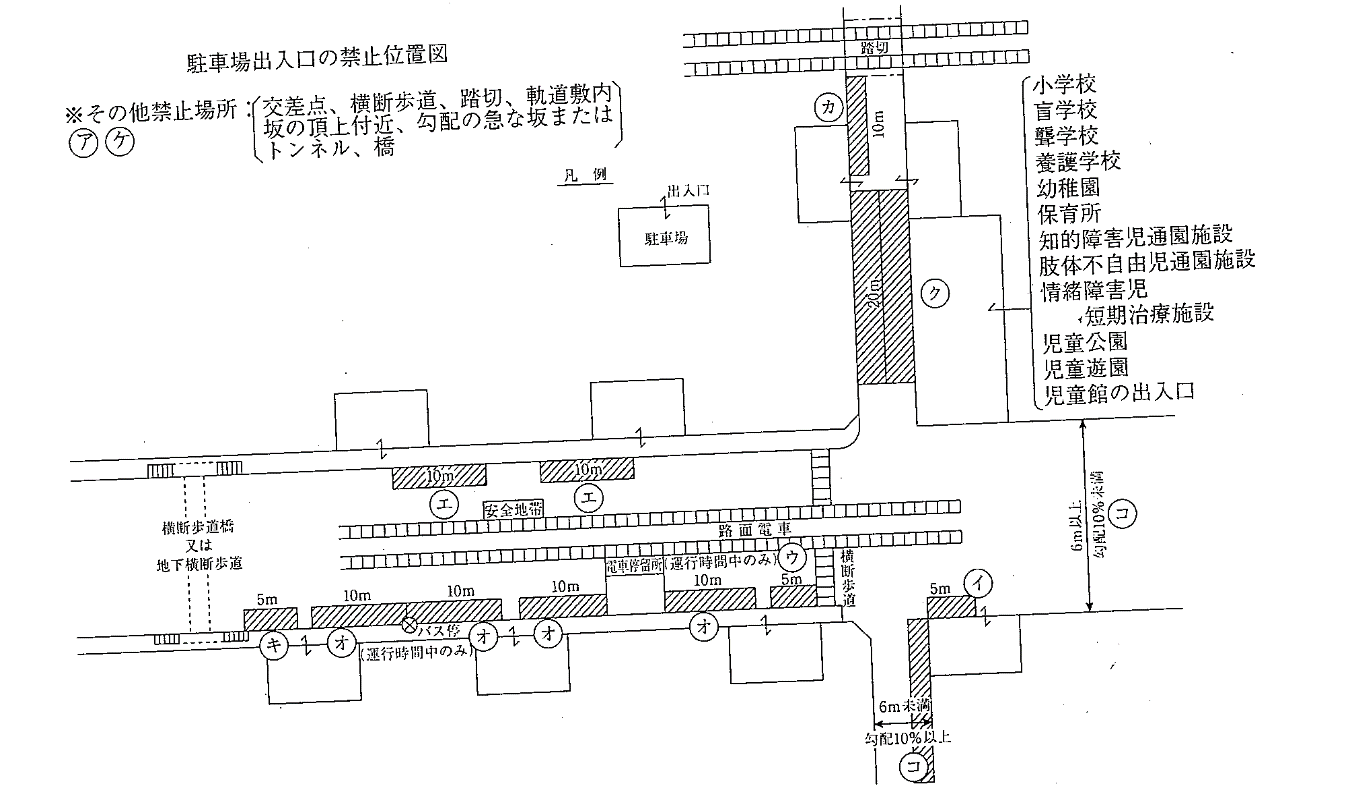 駐車場出入口の禁止位置図
※その他禁止場所：
㋐ ㋘
交差点、横断歩道、踏切、軌道敷内
坂の頂上付近、勾配の急な坂または
トンネル、橋
凡 例
出入口
駐車場
踏切
㋕
10m
20m
㋗
小学校
盲学校
聾学校
養護学校
幼稚園
保育所
知的障害児通園施設
肢体不自由児通園施設
情緒障害児
短期治療施設
児童公園
児童遊園
児童館の出入口
10m
10m
㋓
㋓
安全地帯
横断歩道橋
又は
地下横断歩道
路面電車
㋒
電車停留所(運行時間中のみ)
横断歩道
6m以上
勾配10%未満
㋙
5m
10m
10m
10m
10m
5m
5m
㋑
バス停
(運行時間中のみ)
㋖
㋔
㋔
㋔
㋔
6m未満
勾配10%以上
㋙